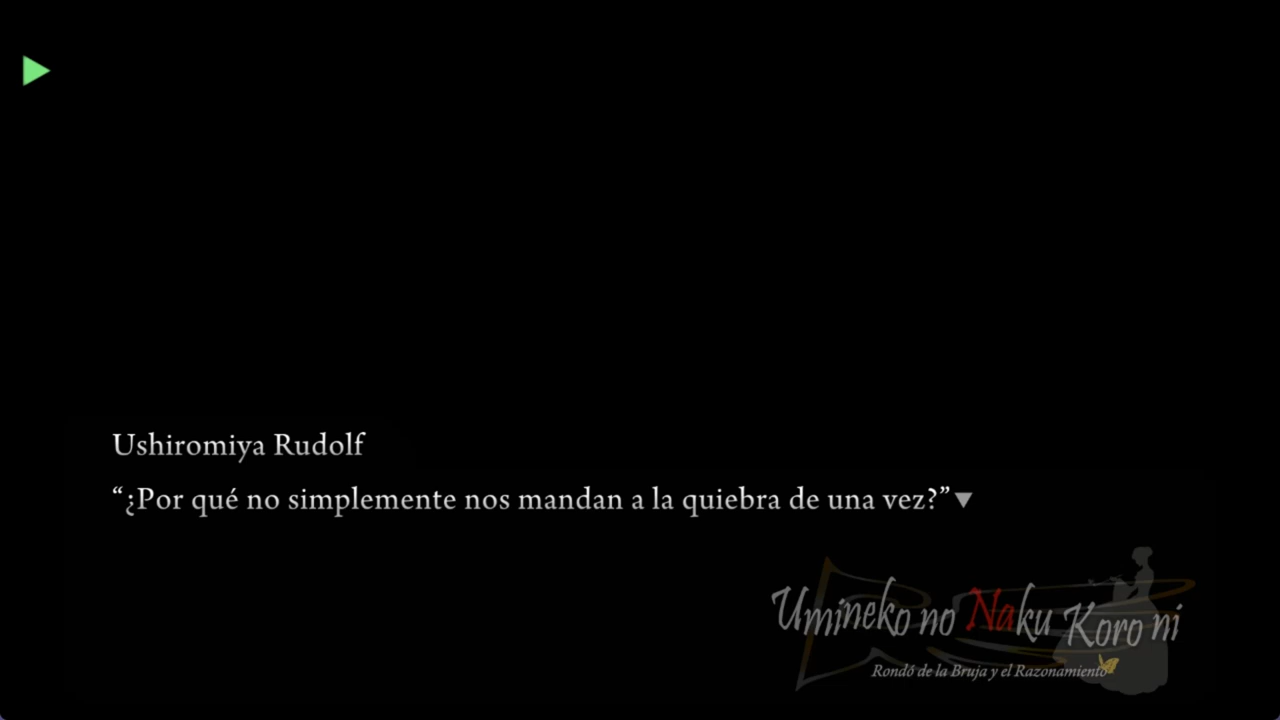 Ushiromiya Rudolf
“¿Por qué no simplemente nos mandan a la quiebra de una vez?”
Umineko no Naku Koro ni
Rondó de la Bruja y el Razonamiento